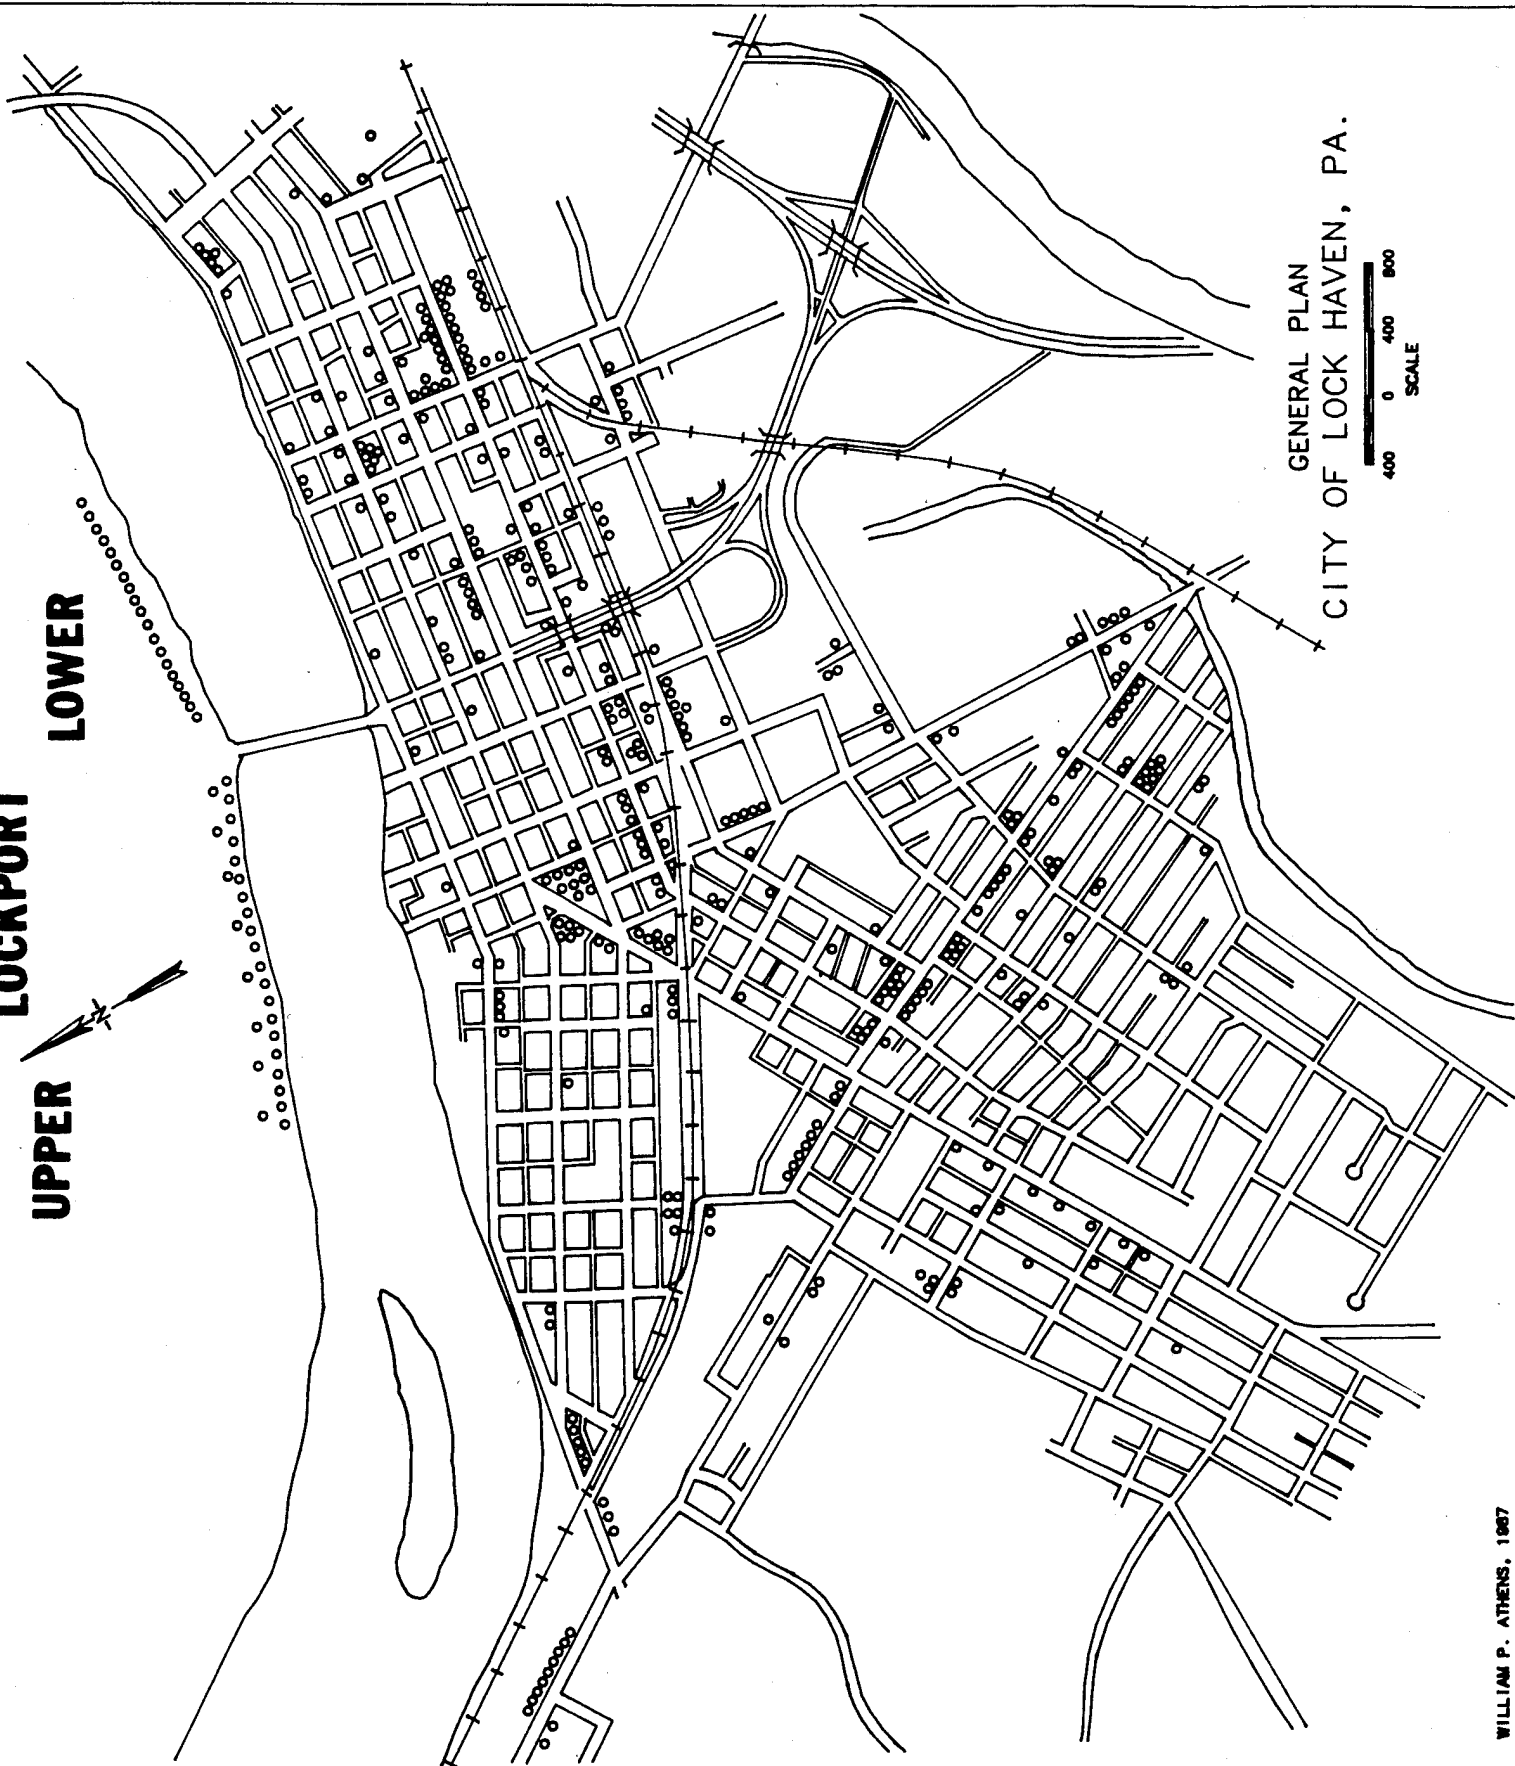 LOCKPORT
UPPER
LOWER
N
GENERAL PLAN
CITY OF LOCK HAVEN, PA.
400 0 400 800
SCALE
WILLIAM P. ATHENS, 1987